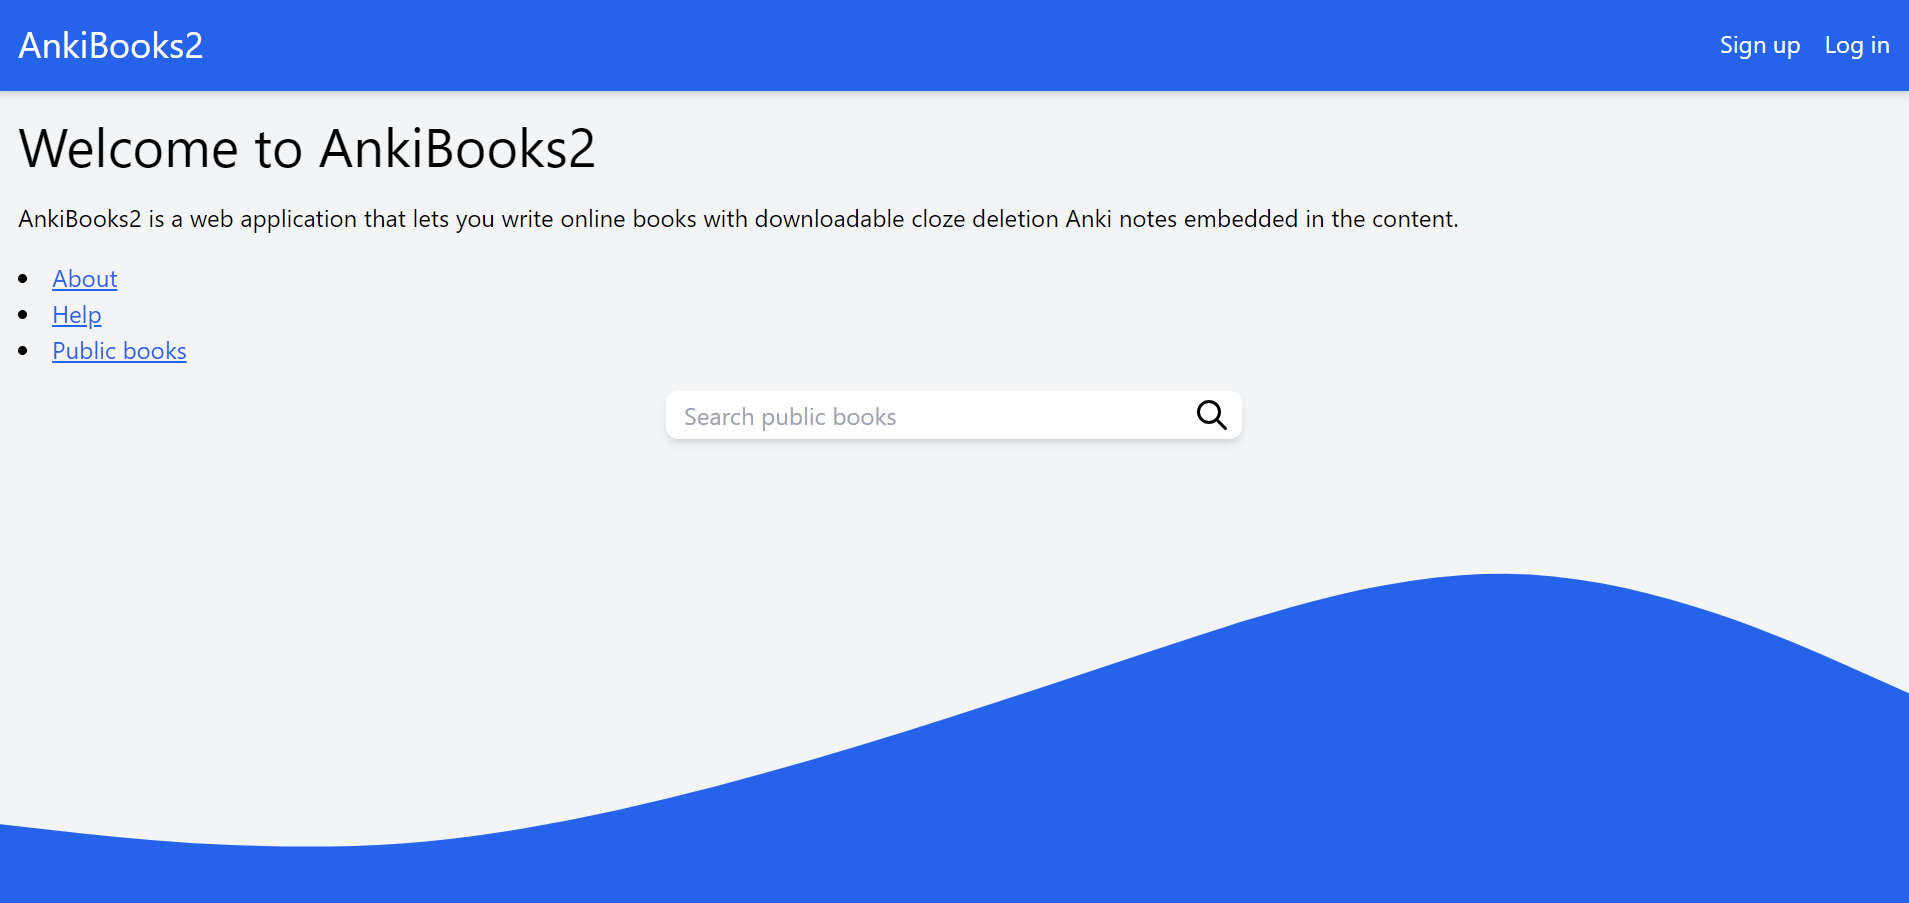 AnkiBooks2
Sign up
Log in
Welcome to AnkiBooks2
AnkiBooks2 is a web application that lets you write online books with downloadable cloze deletion Anki notes embedded in the content.
About
Help
Public books
Search public books